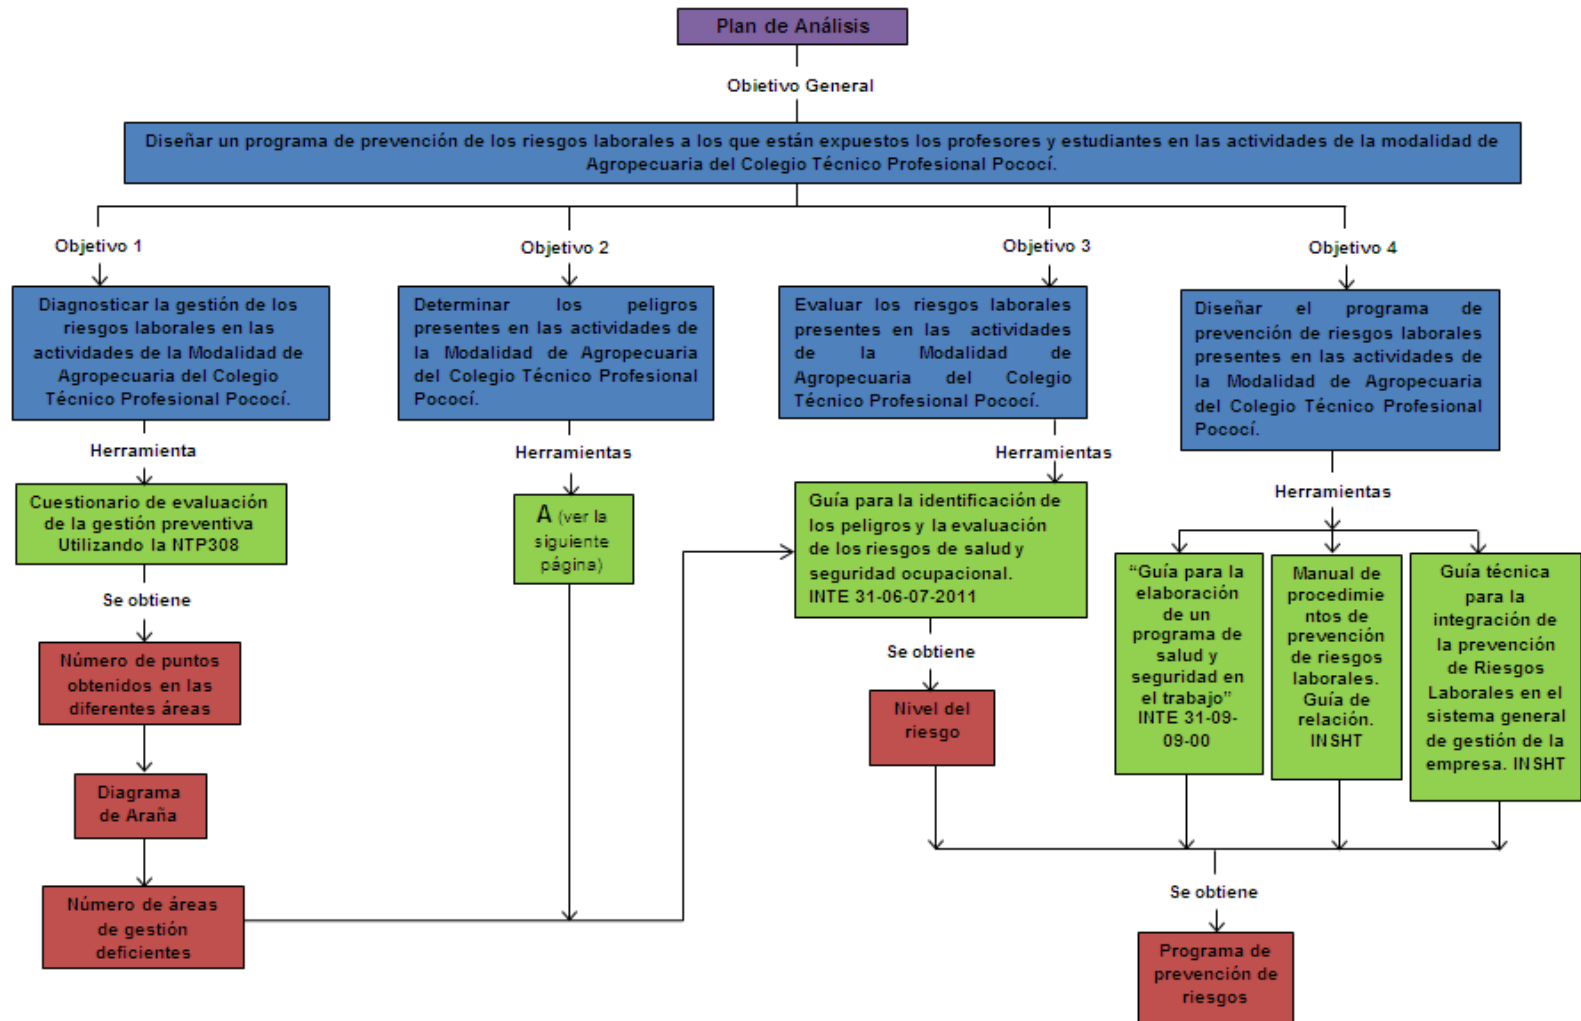 Plan de Análisis
Obietivo General
Diseñar un programa de prevención de los riesgos laborales a los que están expuestos los profesores y estudiantes en las actividades de la modalidad de
Agropecuaria del Colegio Técnico Profesional Pococí.
Objetivo 1
Diagnosticar la gestión de los
riesgos laborales en las
actividades de la Modalidad de
Agropecuaria del Colegio
Técnico Profesional Pococí.
Herramienta
Cuestionario de evaluación
de la gestión preventiva
Utilizando la NTP308
Se obtiene
Número de puntos
obtenidos en las
diferentes áreas
Diagrama
de Araña
Número de áreas
de gestión
deficientes
Objetivo 2
Determinar los peligros
presentes en las actividades de
la Modalidad de Agropecuaria
del Colegio Técnico Profesional
Pococí.
Herramientas
A (ver la
siguiente
página)
Objetivo 3
Evaluar los riesgos laborales
presentes en las actividades
de la Modalidad de
Agropecuaria del Colegio
Técnico Profesional Pococí.
Herramientas
Guía para la identificación de
los peligros y la evaluación
de los riesgos de salud y
seguridad ocupacional.
INTE 31-06-07-2011
Se obtiene
Nivel del
riesgo
Objetivo 4
Diseñar el programa de
prevención de riesgos laborales
presentes en las actividades de
la Modalidad de Agropecuaria
del Colegio Técnico Profesional
Pococí.
Herramientas
“Guía para la
elaboración
de un
programa de
salud y
seguridad en
el trabajo”
INTE 31-09-
09-00
Manual de
procedimie
ntos de
prevención
de riesgos
laborales.
Guía de
relación.
INSHT
Guía técnica
para la
integración de
la prevención
de Riesgos
Laborales en el
sistema general
de gestión de la
empresa. INSHT
Se obtiene
Programa de
prevención de
riesgos